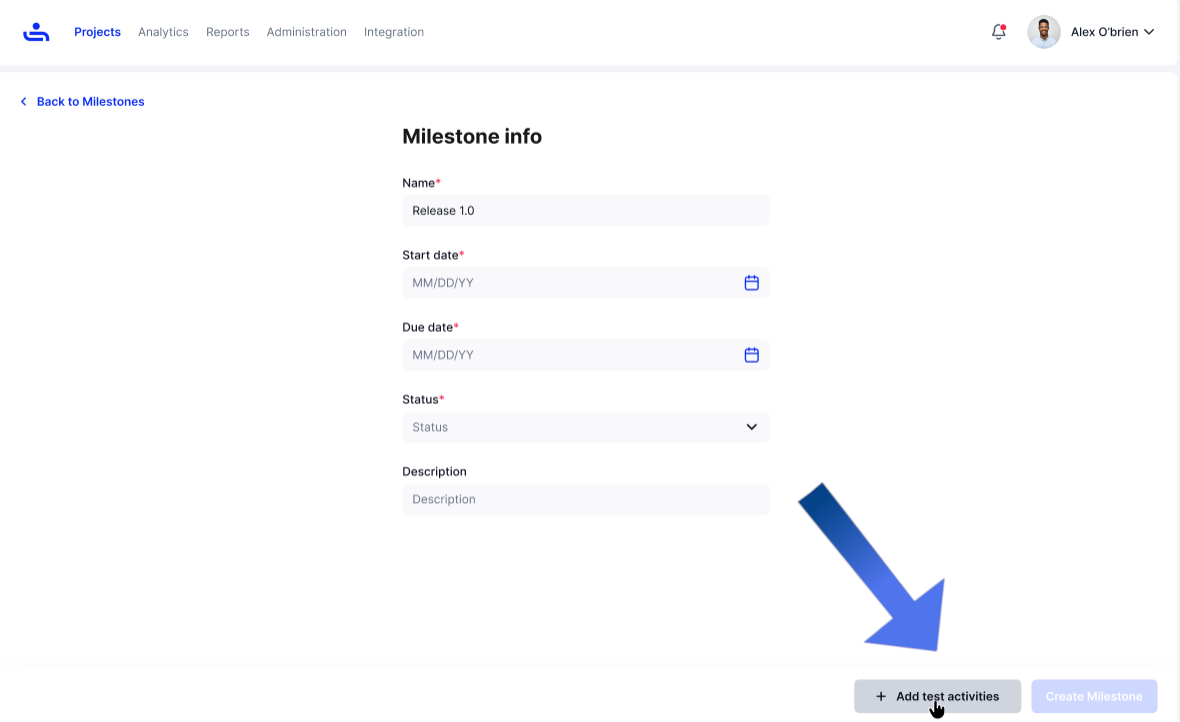 Projects Analytics Reports Administration Integration Alex O'brien
Back to Milestones
Milestone info
Name*
Release 1.0
Start date*
MM/DD/YY
Due date*
MM/DD/YY
Status*
Status
Description
Description
+ Add test activities Create Milestone